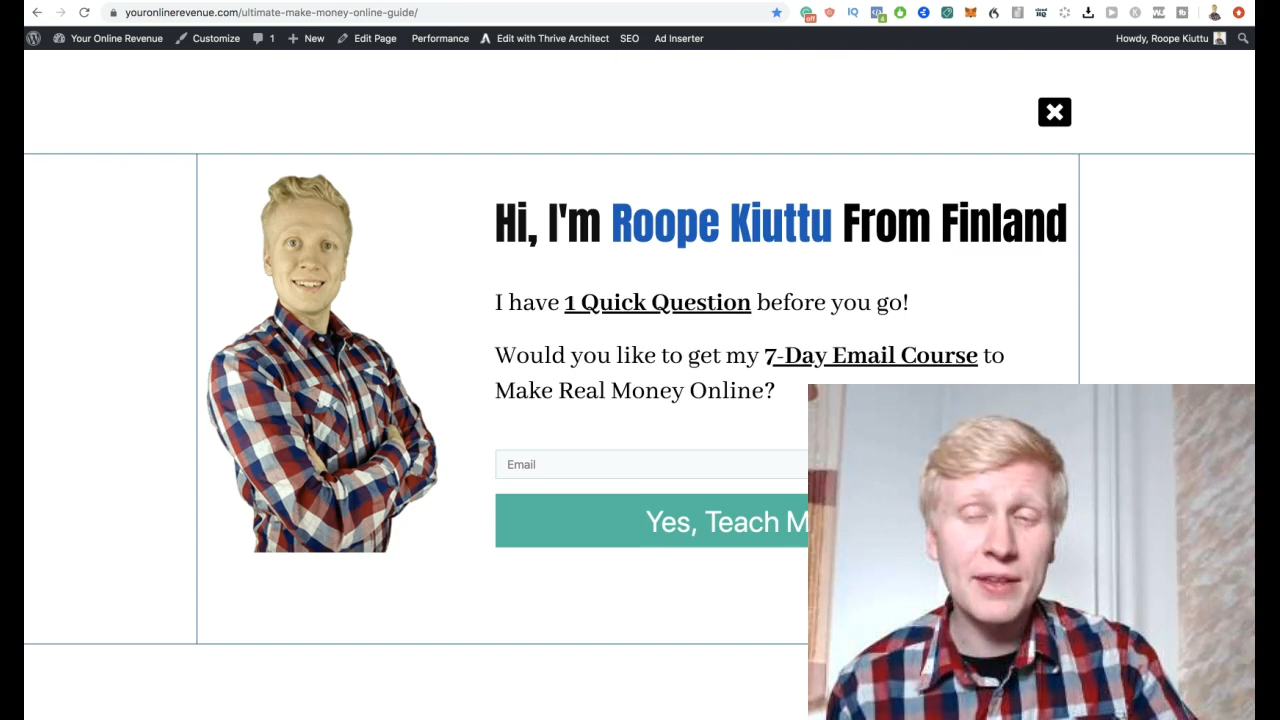 youronlinerevenue.com/ultimate-make-money-online-guide/
Your Online Revenue Customize 1 New Edit Page Performance Edit with Thrive Architect SEO Ad Inserter Howdy, Roope Kiuttu
Hi, I'm Roope Kiuttu From Finland
I have 1 Quick Question before you go!
Would you like to get my 7-Day Email Course to
Make Real Money Online?
Email
Yes, Teach M